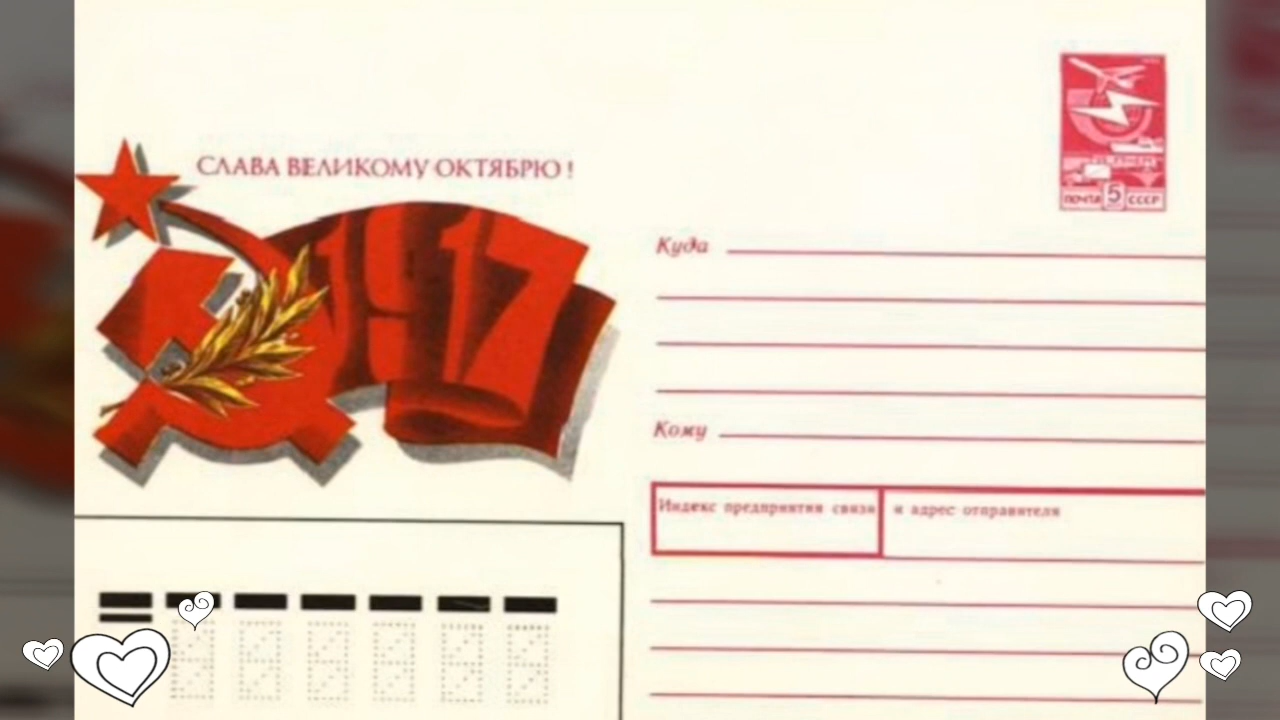 СЛАВА ВЕЛИКОМУ ОКТЯБРЮ!
1917
ПОЧТА 5 СССР
Куда
Кому
Индекс предприятия связи и адрес отправителя